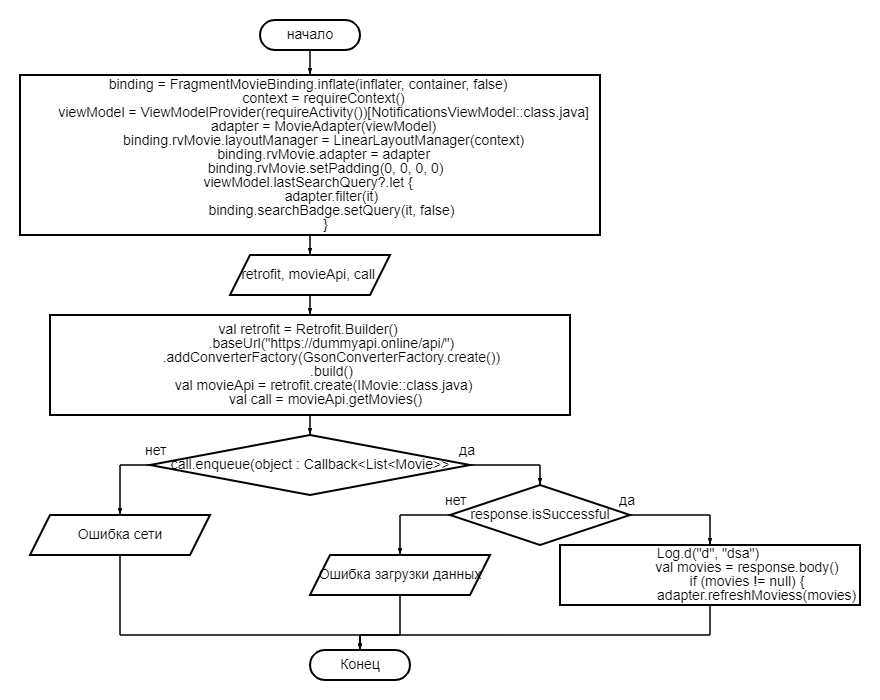 начало
binding = FragmentMovieBinding.inflate(inflater, container, false)
context = requireContext()
viewModel = ViewModelProvider(requireActivity())[NotificationsViewModel::class.java]
adapter = MovieAdapter(viewModel)
binding.rvMovie.layoutManager = LinearLayoutManager(context)
binding.rvMovie.adapter = adapter
binding.rvMovie.setPadding(0, 0, 0, 0)
viewModel.lastSearchQuery?.let {
adapter.filter(it)
binding.searchBadge.setQuery(it, false)
}
retrofit, movieApi, call
val retrofit = Retrofit.Builder()
.baseUrl("https://dummyapi.online/api/")
.addConverterFactory(GsonConverterFactory.create())
.build()
val movieApi = retrofit.create(IMovie::class.java)
val call = movieApi.getMovies()
нет
да
call.enqueue(object : Callback<List<Movie>>
нет
да
response.isSuccessful
Ошибка сети
Ошибка загрузки данных
Log.d("d", "dsa")
val movies = response.body()
if (movies != null) {
adapter.refreshMoviess(movies)
Конец